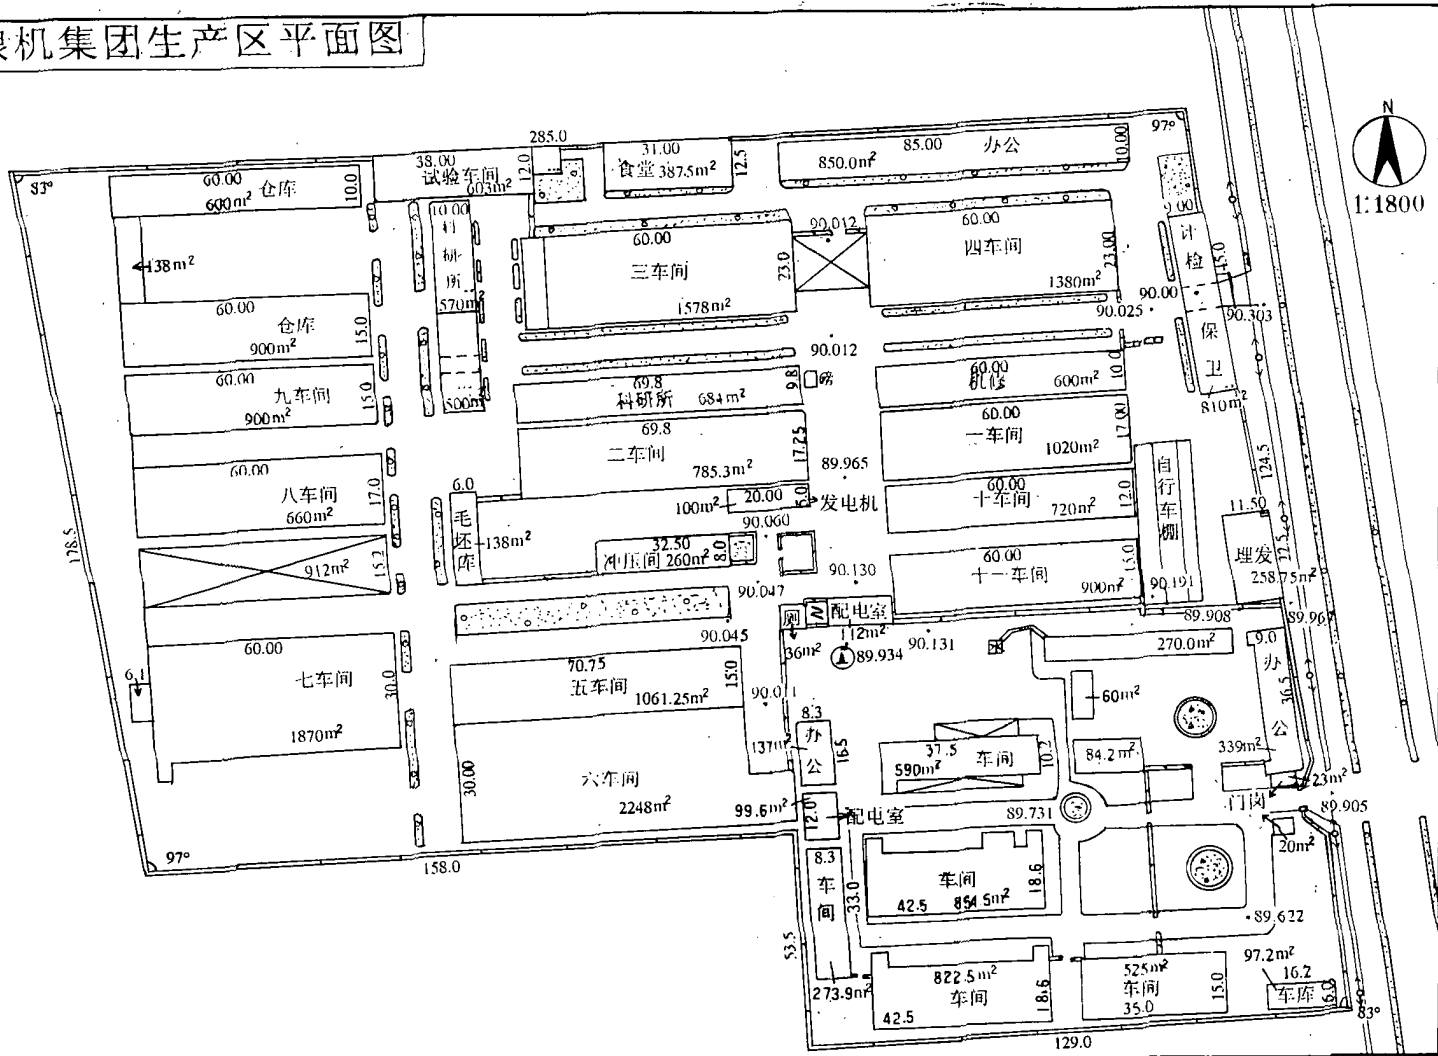 机集团生产区平面图
N
1:1800
285.0
97°
83°
60.00
仓库
600m²
10.0
38.00
试验车间
603m²
12.0
31.00
食堂 387.5m²
12.5
85.00
办公
850.0m²
10.00
138m²
10.00
科
研
所
570m²
500m²
60.00
三车间
1578m²
23.0
90.012
60.00
四车间
1380m²
23.00
9.00
计
检
45.0
90.00
90.303
90.025
保
卫
810m²
60.00
仓库
900m²
15.0
90.012
60.00
九车间
900m²
15.0
69.8
科研所
684m²
9.8
磅
60.00
机修
600m²
10.0
69.8
二车间
785.3m²
17.25
60.00
一车间
1020m²
17.00
89.965
124.5
60.00
八车间
660m²
17.0
6.0
毛
坯
库
138m²
100m²
20.00
5.0
发电机
90.060
60.00
十车间
720m²
12.0
自
行
车
棚
11.50
理发
22.5
258.75m²
178.5
912m²
15.2
32.50
冲压间 260m²
8.0
90.130
60.00
十一车间
900m²
15.0
90.191
90.047
厕
配电室
112m²
36m²
89.934
90.131
89.908
89.967
90.045
60.00
七车间
1870m²
30.0
6.1
70.75
五车间
1061.25m²
15.0
270.0m²
9.0
办
公
36.5
339m²
60m²
8.3
办
公
16.5
137m²
37.5
590m²
车间
10.2
84.2m²
六车间
2248m²
30.00
99.6m²
12.0
配电室
89.731
门岗
23m²
89.905
20m²
97°
158.0
8.3
车
间
33.0
273.9m²
车间
42.5
18.6
53.5
89.622
822.5m²
车间
42.5
18.6
525m²
车间
35.0
15.0
97.2m²
16.2
车库
6.0
83°
129.0